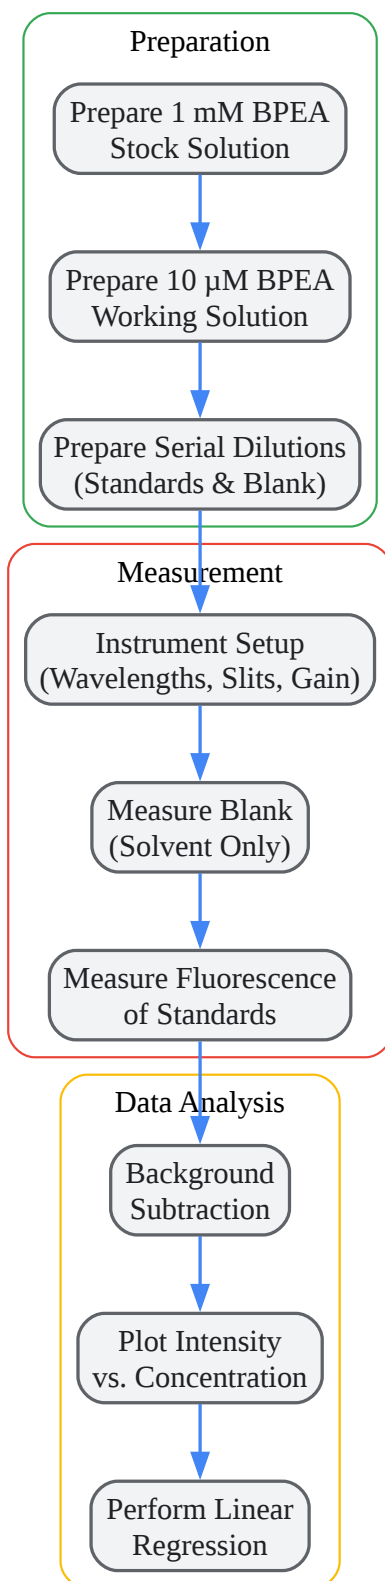 Preparation
Prepare 1 mM BPEA
Stock Solution
Prepare 10 µM BPEA
Working Solution
Prepare Serial Dilutions
(Standards & Blank)
Measurement
Instrument Setup
(Wavelengths, Slits, Gain)
Measure Blank
(Solvent Only)
Measure Fluorescence
of Standards
Data Analysis
Background
Subtraction
Plot Intensity
vs. Concentration
Perform Linear
Regression